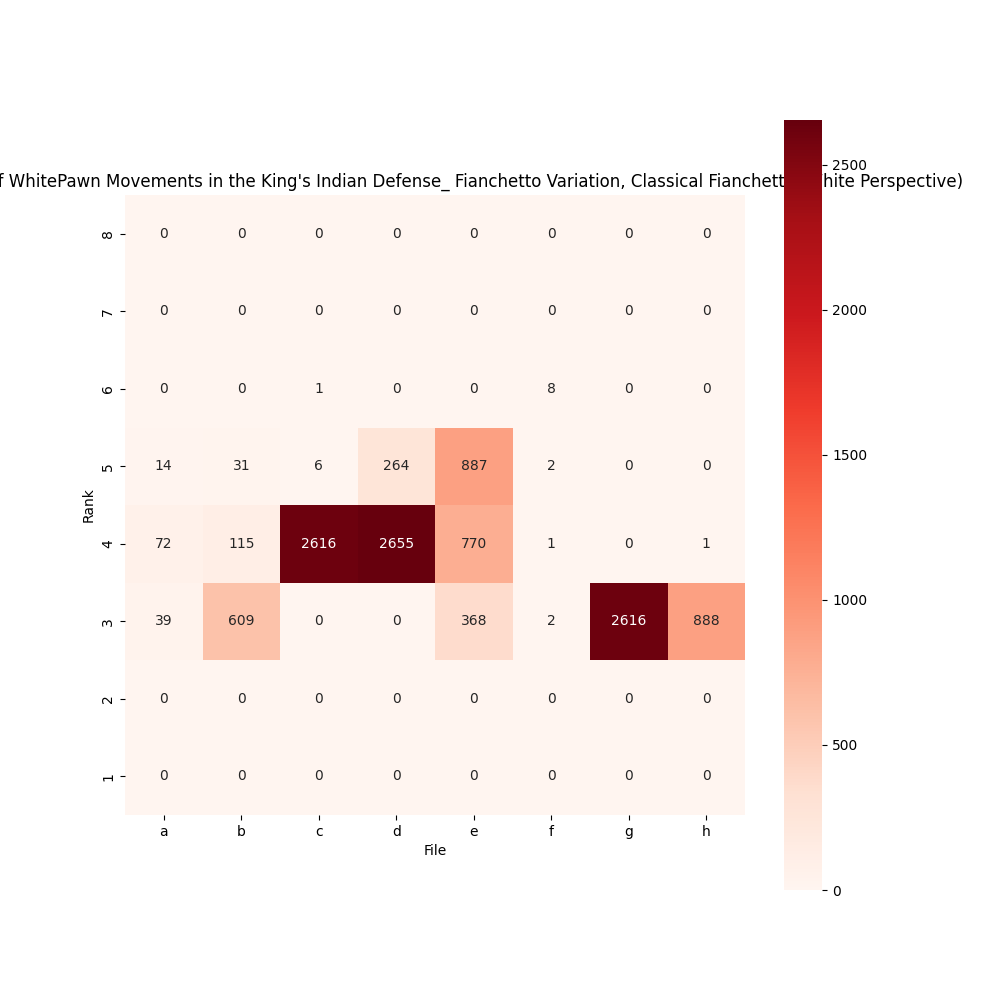 f WhitePawn Movements in the King's Indian Defense_ Fianchetto Variation, Classical Fianchett hite Perspective)
2500
8 0 0 0 0 0 0 0 0
7 0 0 0 0 0 0 0 0
2000
6 0 0 1 0 0 8 0 0
5 14 31 6 264 887 2 0 0
1500
Rank
4 72 115 2616 2655 770 1 0 1
1000
3 39 609 0 0 368 2 2616 888
2 0 0 0 0 0 0 0 0
500
1 0 0 0 0 0 0 0 0
a b c d e f g h
File
0